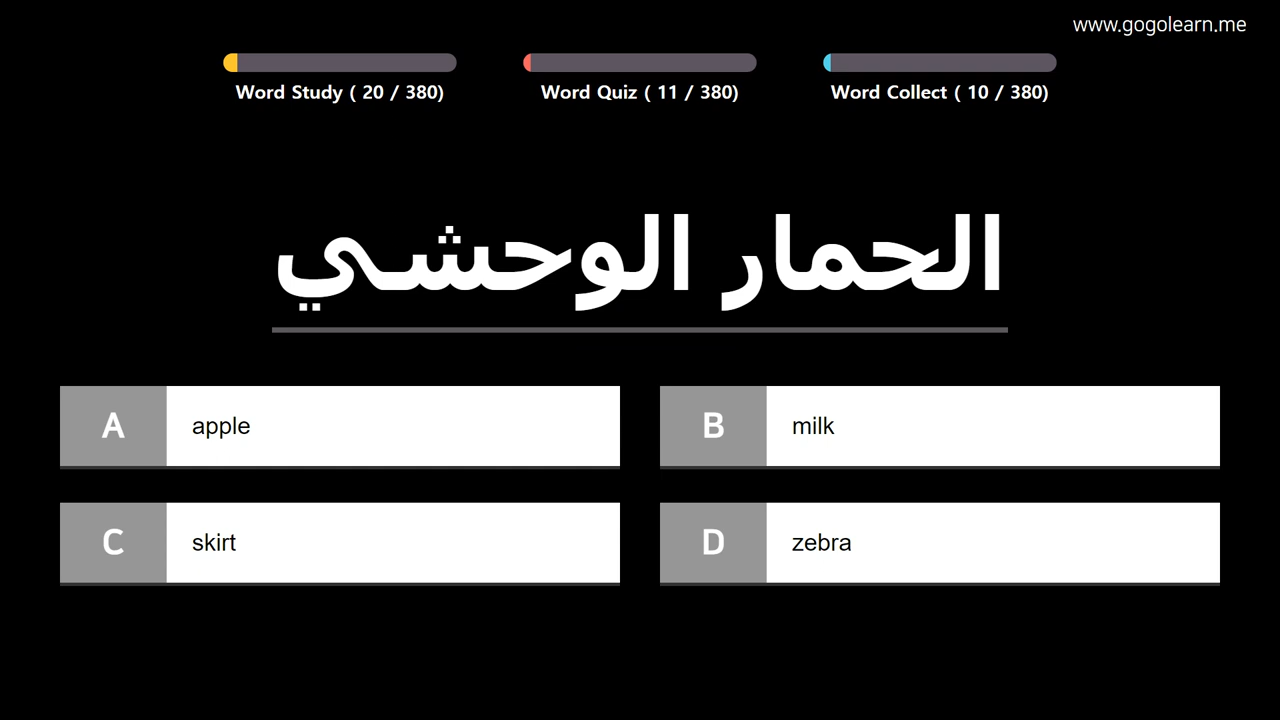 www.gogolearn.me
Word Study ( 20 / 380)
Word Quiz ( 11 / 380)
Word Collect ( 10 / 380)
الحمار الوحشي
A apple
B milk
C skirt
D zebra